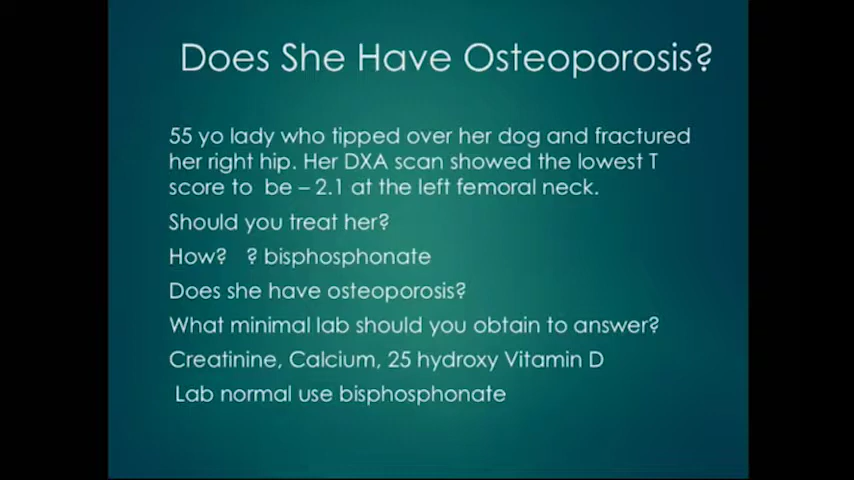 Does She Have Osteoporosis?
55 yo lady who tipped over her dog and fractured
her right hip. Her DXA scan showed the lowest T
score to  be – 2.1 at the left femoral neck.
Should you treat her?
How?   ? bisphosphonate
Does she have osteoporosis?
What minimal lab should you obtain to answer?
Creatinine, Calcium, 25 hydroxy Vitamin D
Lab normal use bisphosphonate